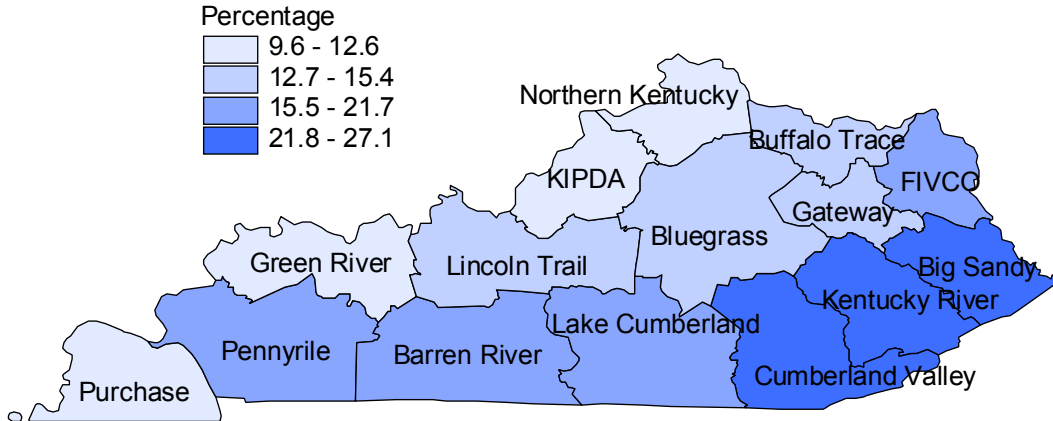 Percentage
9.6 - 12.6
12.7 - 15.4
15.5 - 21.7
21.8 - 27.1
Northern Kentucky
Buffalo Trace
KIPDA
FIVCO
Gateway
Bluegrass
Green River
Lincoln Trail
Big Sandy
Kentucky River
Lake Cumberland
Pennyrile
Barren River
Cumberland Valley
Purchase